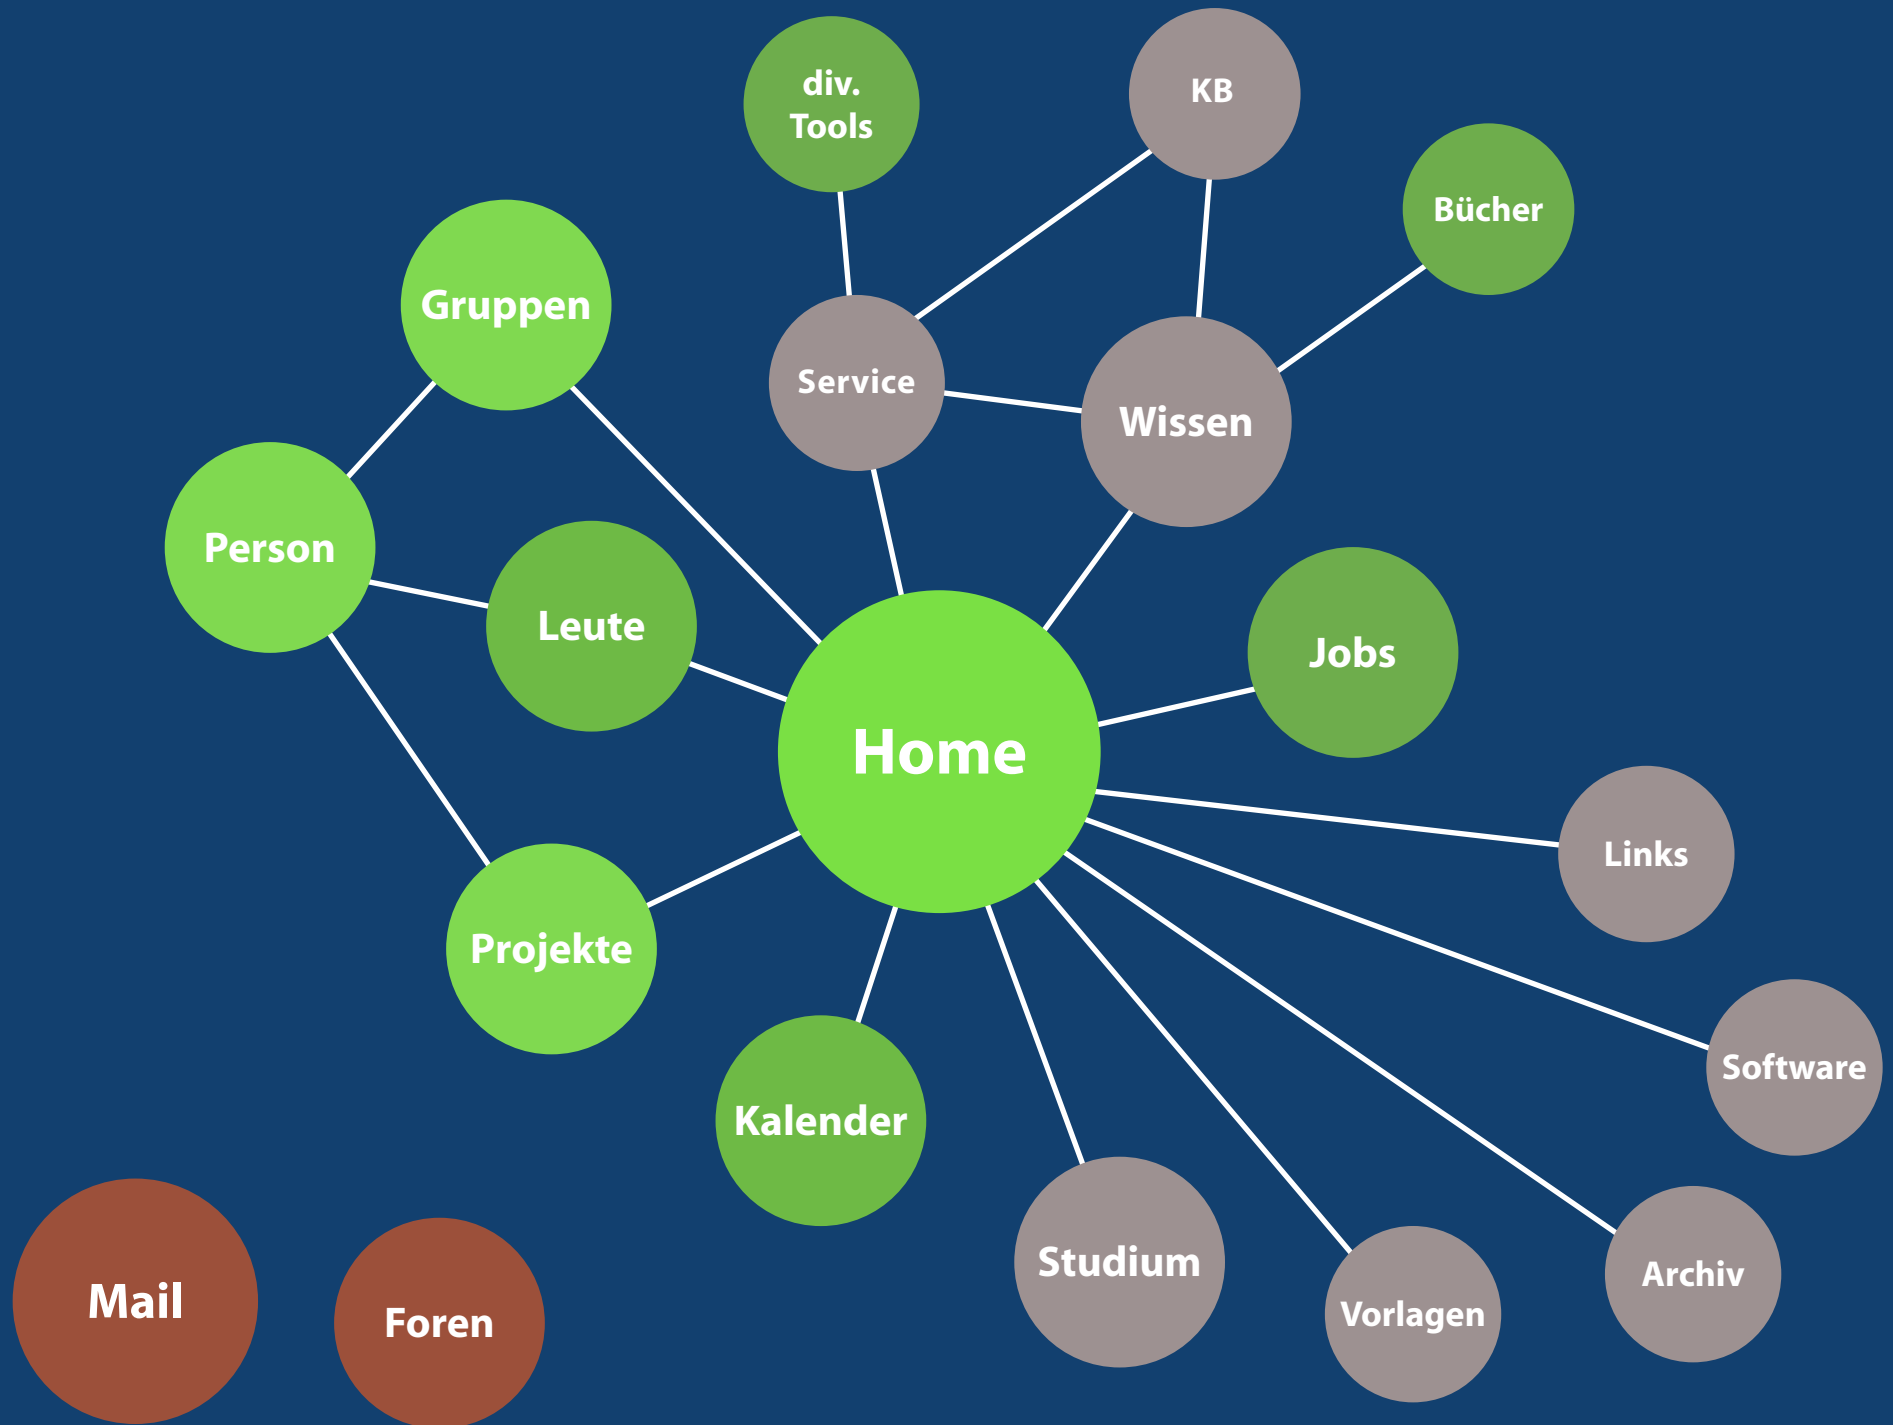 div.
Tools
KB
Bücher
Gruppen
Service
Wissen
Person
Leute
Jobs
Home
Links
Projekte
Software
Kalender
Studium
Archiv
Vorlagen
Mail
Foren